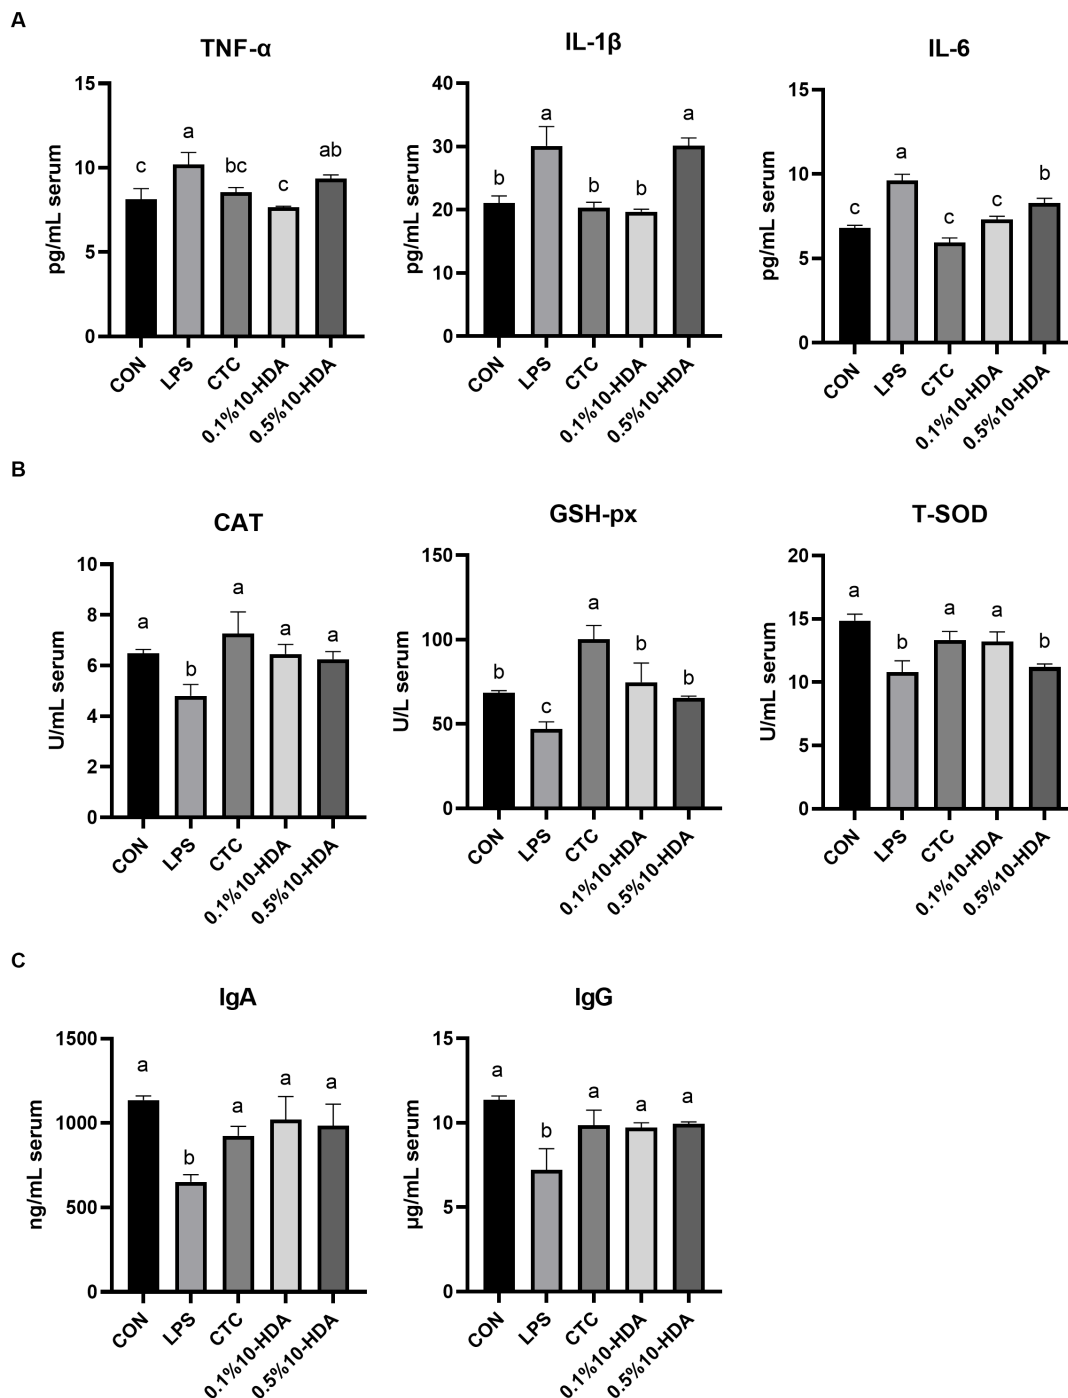 A
TNF-α
pg/mL serum
15
10
5
0
c
a
bc
c
ab
CON
LPS
CTC
0.1%10-HDA
0.5%10-HDA
IL-1β
pg/mL serum
40
30
20
10
0
b
a
b
b
a
CON
LPS
CTC
0.1%10-HDA
0.5%10-HDA
IL-6
pg/mL serum
15
10
5
0
c
a
c
c
b
CON
LPS
CTC
0.1%10-HDA
0.5%10-HDA
B
CAT
U/mL serum
10
8
6
4
2
0
a
b
a
a
a
CON
LPS
CTC
0.1%10-HDA
0.5%10-HDA
GSH-px
U/L serum
150
100
50
0
b
c
a
b
b
CON
LPS
CTC
0.1%10-HDA
0.5%10-HDA
T-SOD
U/mL serum
20
15
10
5
0
a
b
a
a
b
CON
LPS
CTC
0.1%10-HDA
0.5%10-HDA
C
IgA
ng/mL serum
1500
1000
500
0
a
b
a
a
a
CON
LPS
CTC
0.1%10-HDA
0.5%10-HDA
IgG
μg/mL serum
15
10
5
0
a
b
a
a
a
CON
LPS
CTC
0.1%10-HDA
0.5%10-HDA